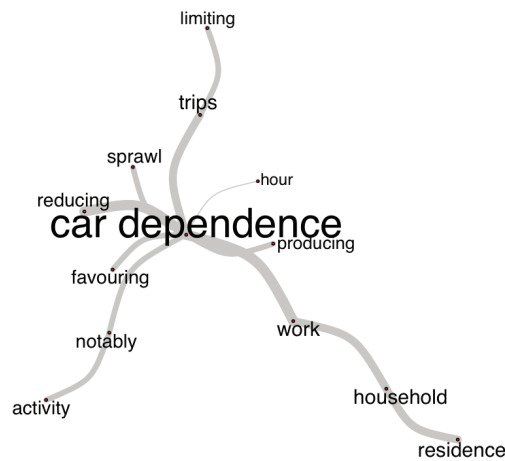 limiting
trips
sprawl
hour
reducing
car dependence
producing
favouring
work
notably
household
activity
residence